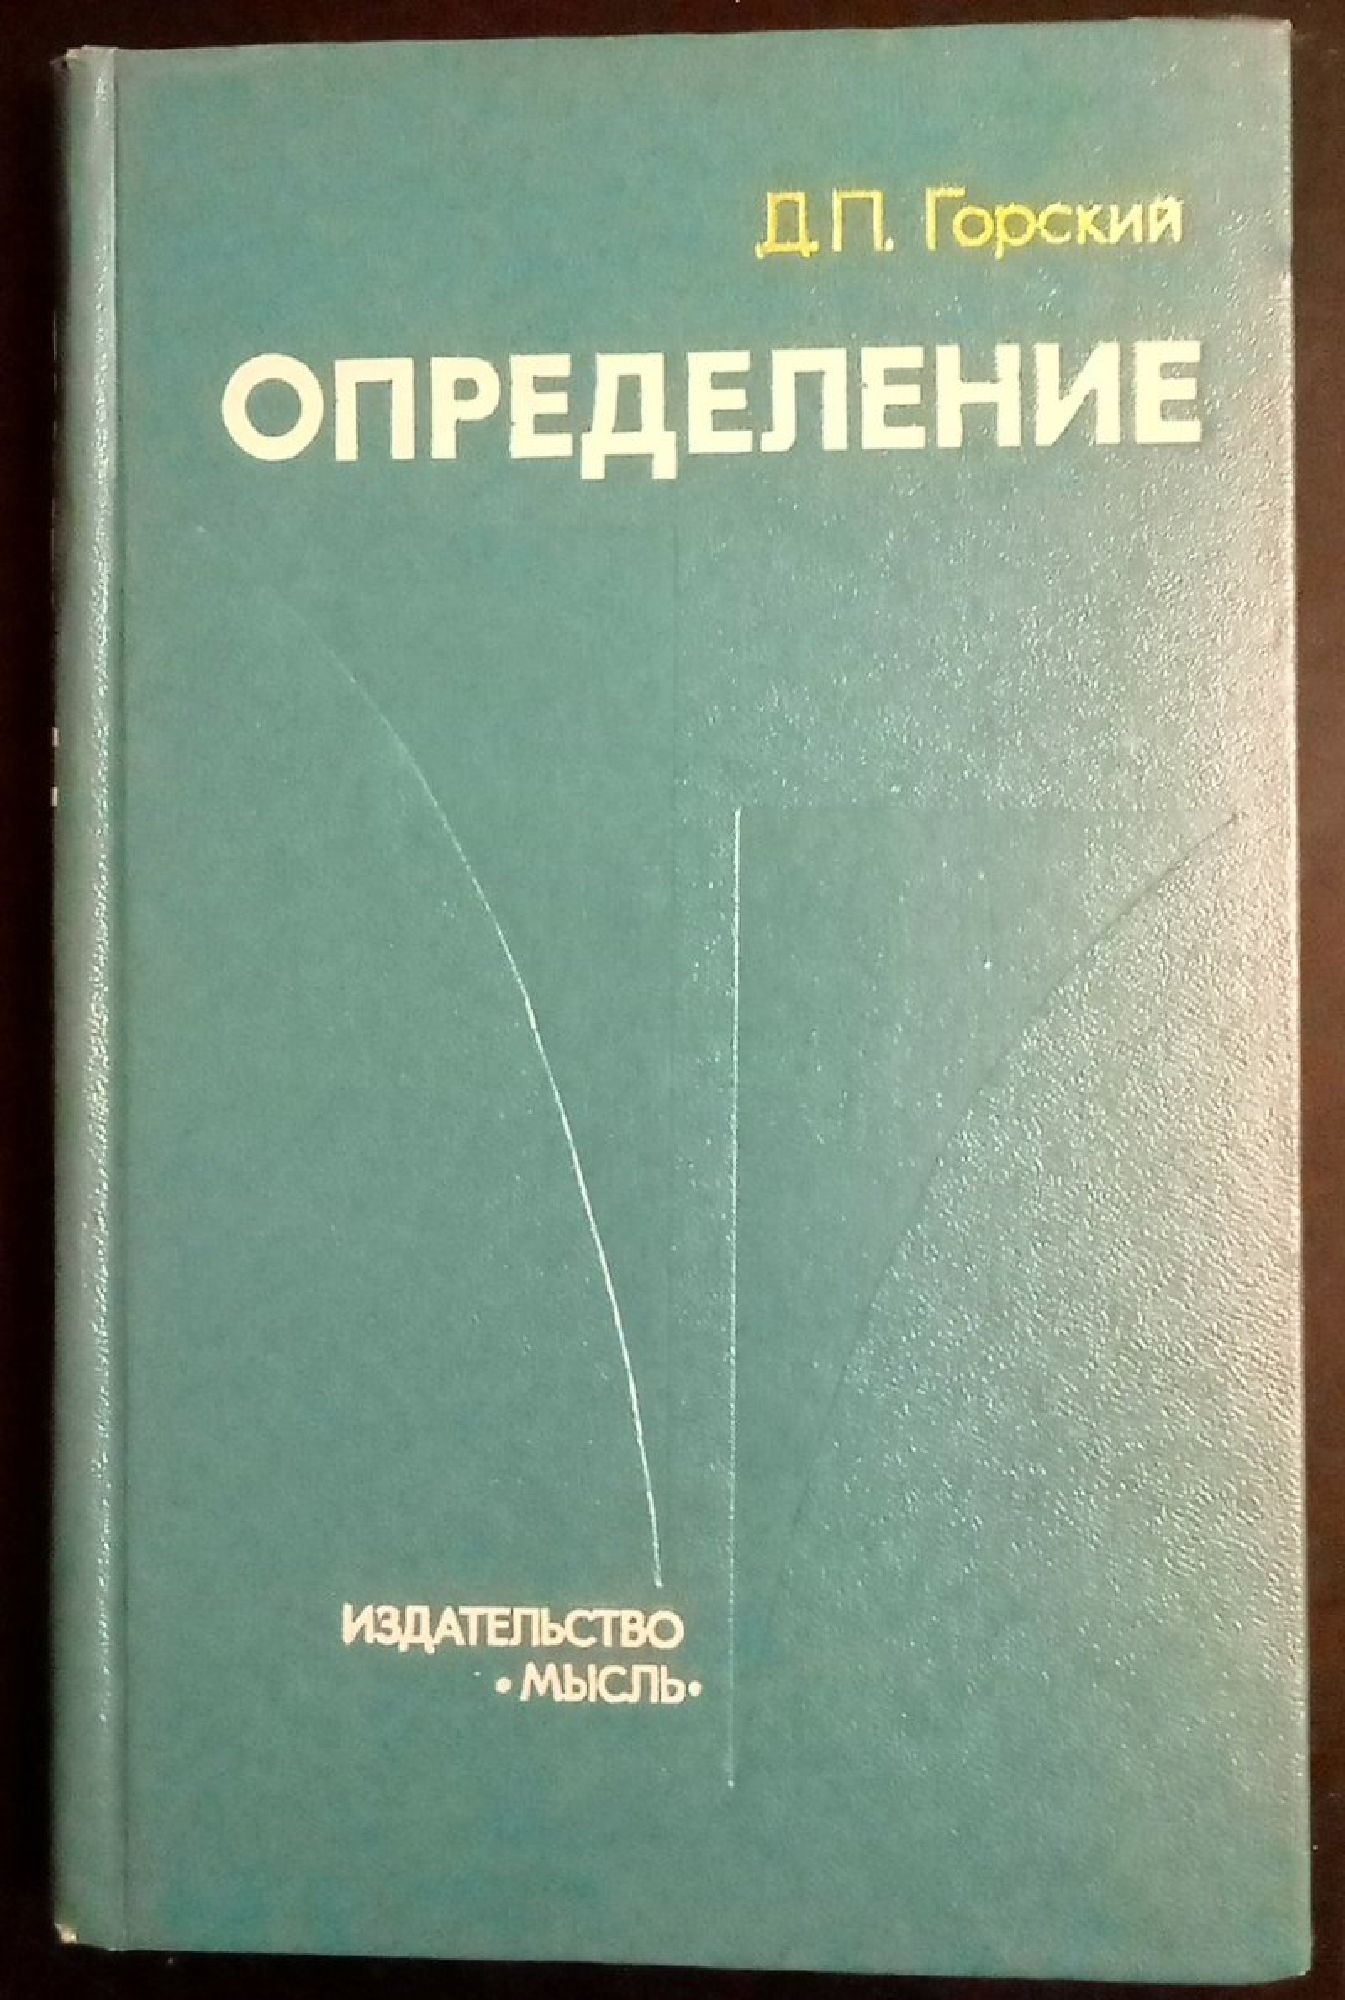 Д.П. Горский
ОПРЕДЕЛЕНИЕ
ИЗДАТЕЛЬСТВО
•МЫСЛЬ•